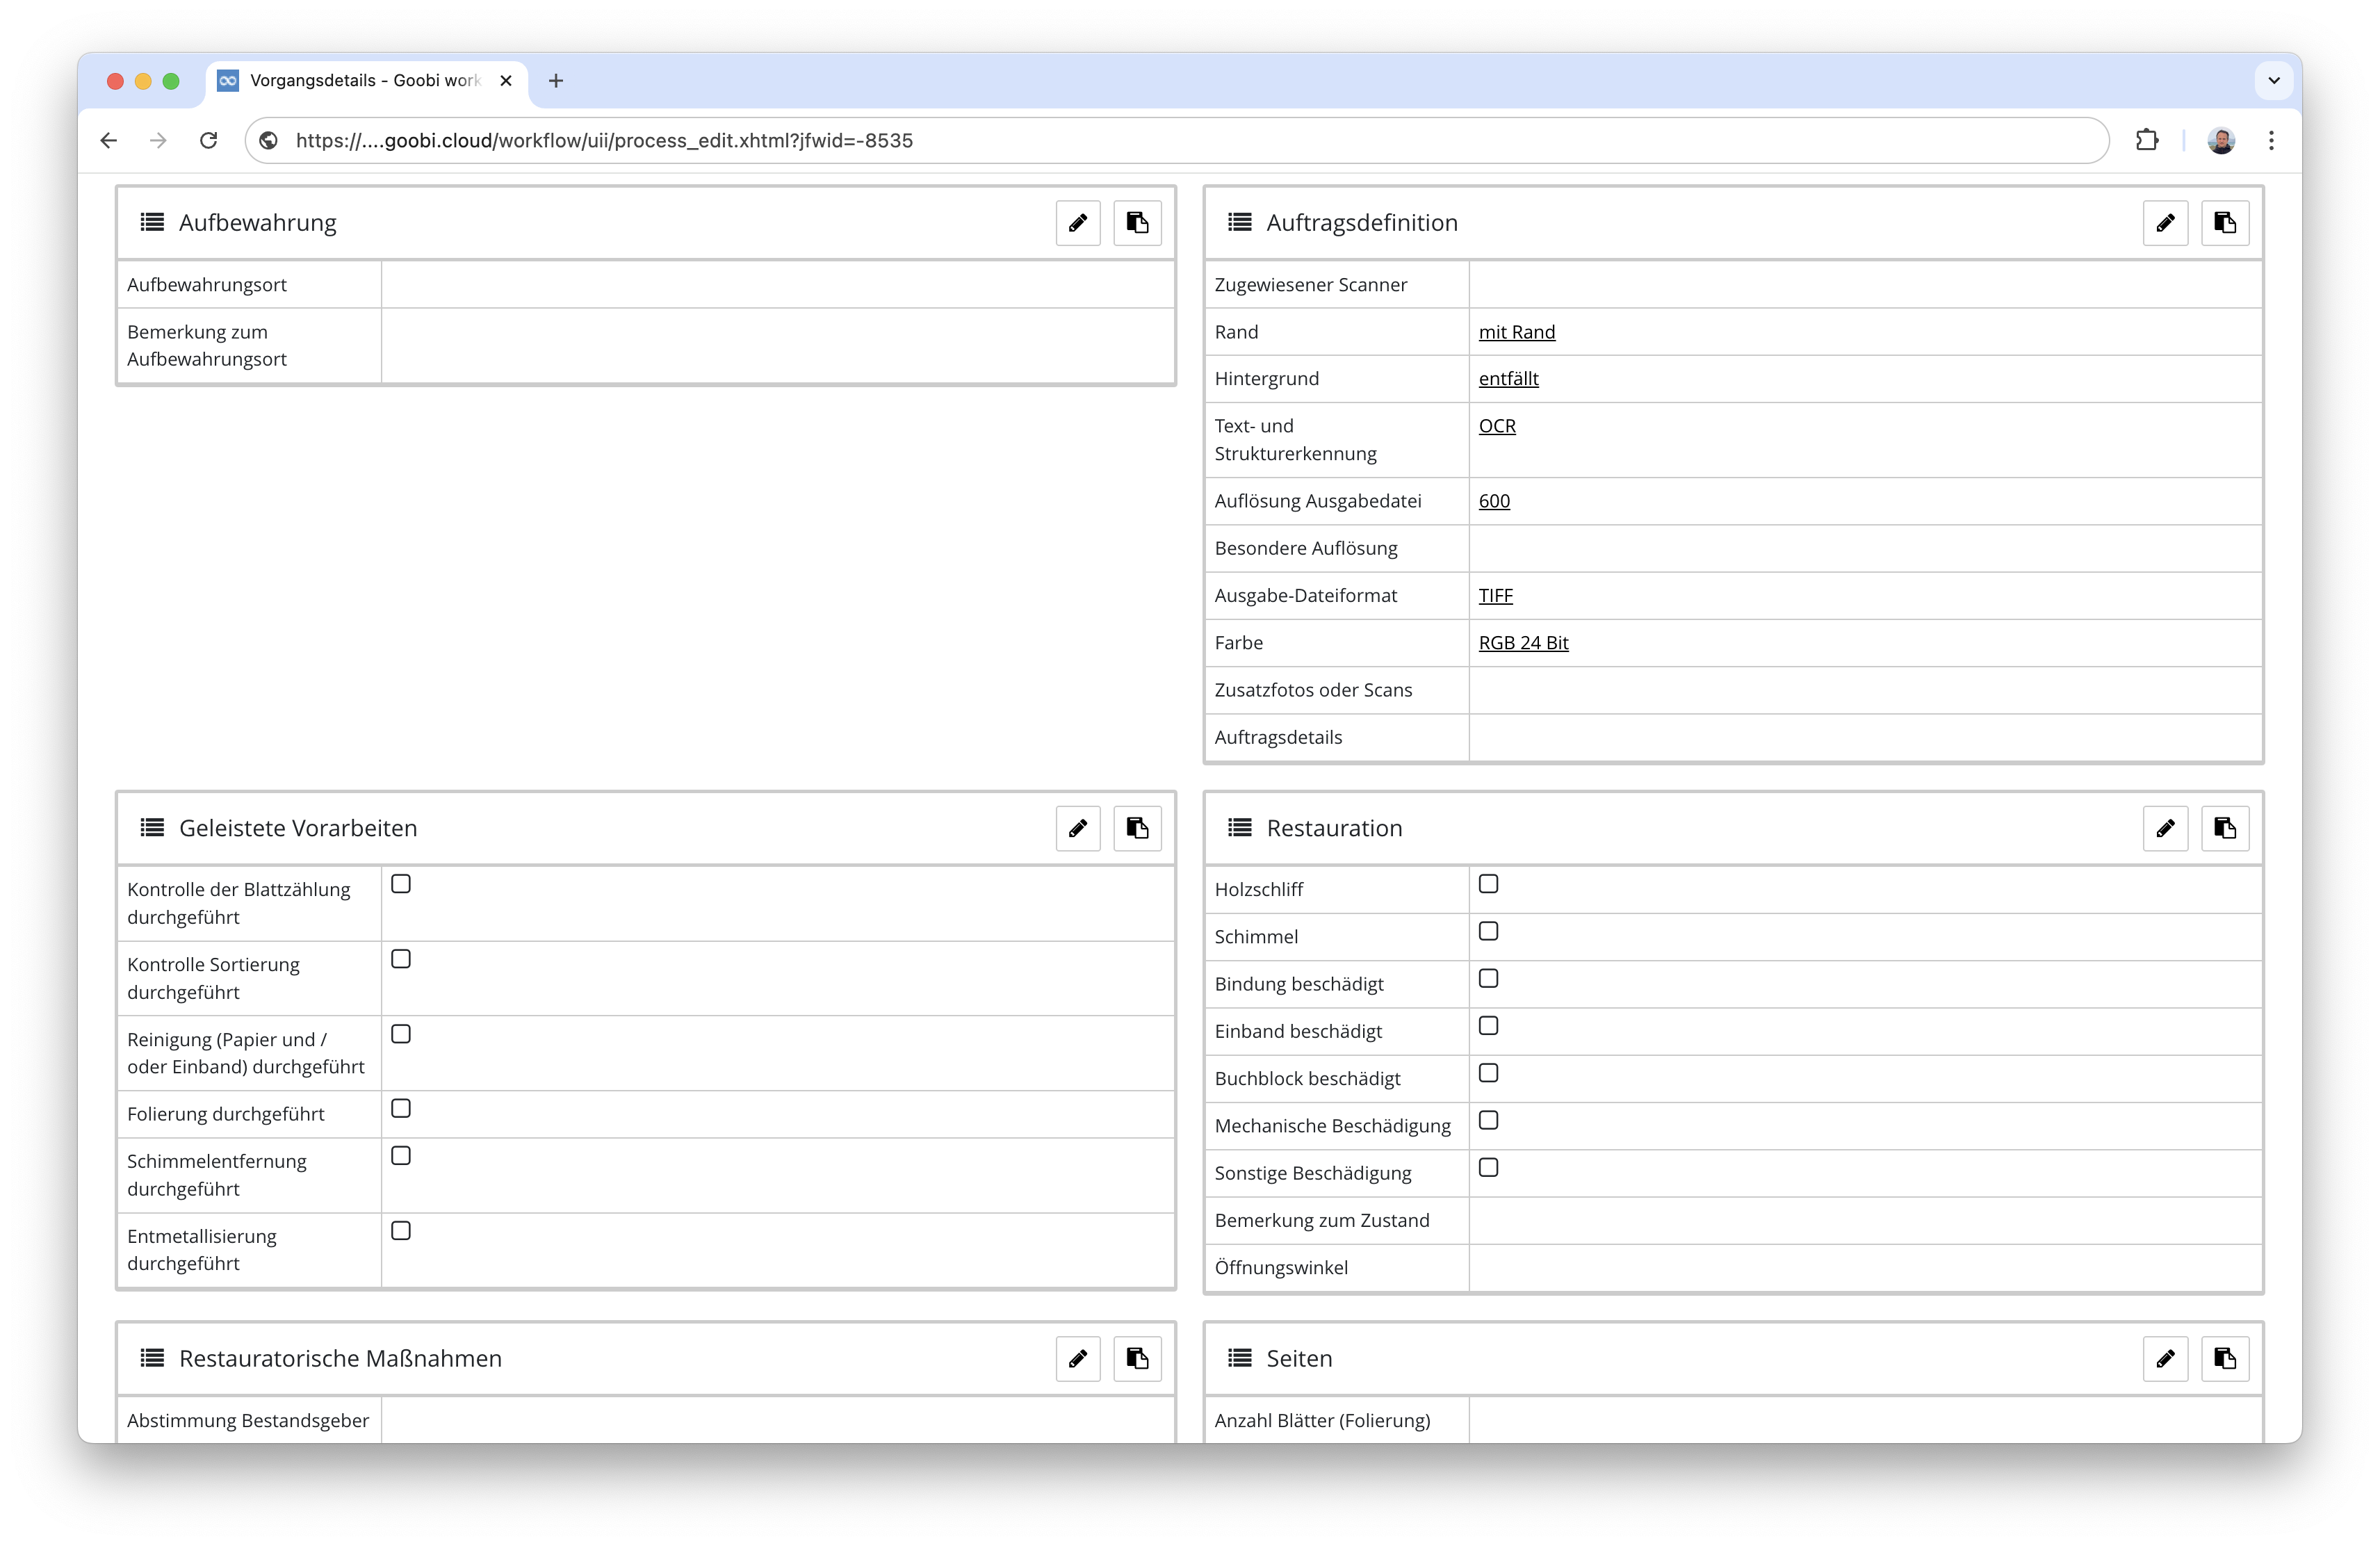 Vorgangsdetails - Goobi work
https://....goobi.cloud/workflow/uii/process_edit.xhtml?jfwid=-8535
Aufbewahrung
Aufbewahrungsort
Bemerkung zum
Aufbewahrungsort
Auftragsdefinition
Zugewiesener Scanner
Rand mit Rand
Hintergrund entfällt
Text- und OCR
Strukturerkennung
Auflösung Ausgabedatei 600
Besondere Auflösung
Ausgabe-Dateiformat TIFF
Farbe RGB 24 Bit
Zusatzfotos oder Scans
Auftragsdetails
Geleistete Vorarbeiten
Kontrolle der Blattzählung
durchgeführt
Kontrolle Sortierung
durchgeführt
Reinigung (Papier und /
oder Einband) durchgeführt
Folierung durchgeführt
Schimmelentfernung
durchgeführt
Entmetallisierung
durchgeführt
Restauration
Holzschliff
Schimmel
Bindung beschädigt
Einband beschädigt
Buchblock beschädigt
Mechanische Beschädigung
Sonstige Beschädigung
Bemerkung zum Zustand
Öffnungswinkel
Restauratorische Maßnahmen
Abstimmung Bestandsgeber
Seiten
Anzahl Blätter (Folierung)